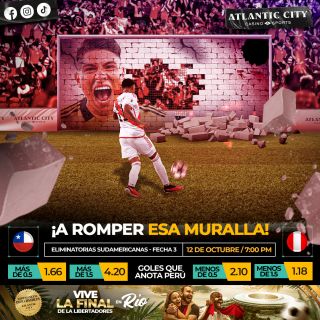 ATLANTIC CITY
CASINO SPORTS
ATLANTIC CITY
¡A ROMPER ESA MURALLA!
ELIMINATORIAS SUDAMERICANAS - FECHA 3
12 DE OCTUBRE / 7:00 PM
MÁS DE 0.5 1.66
MÁS DE 1.5 4.20
GOLES QUE ANOTA PERÚ
MENOS DE 0.5 2.10
MENOS DE 1.5 1.18
VIVE
LA FINAL en Río
DE LA LIBERTADORES